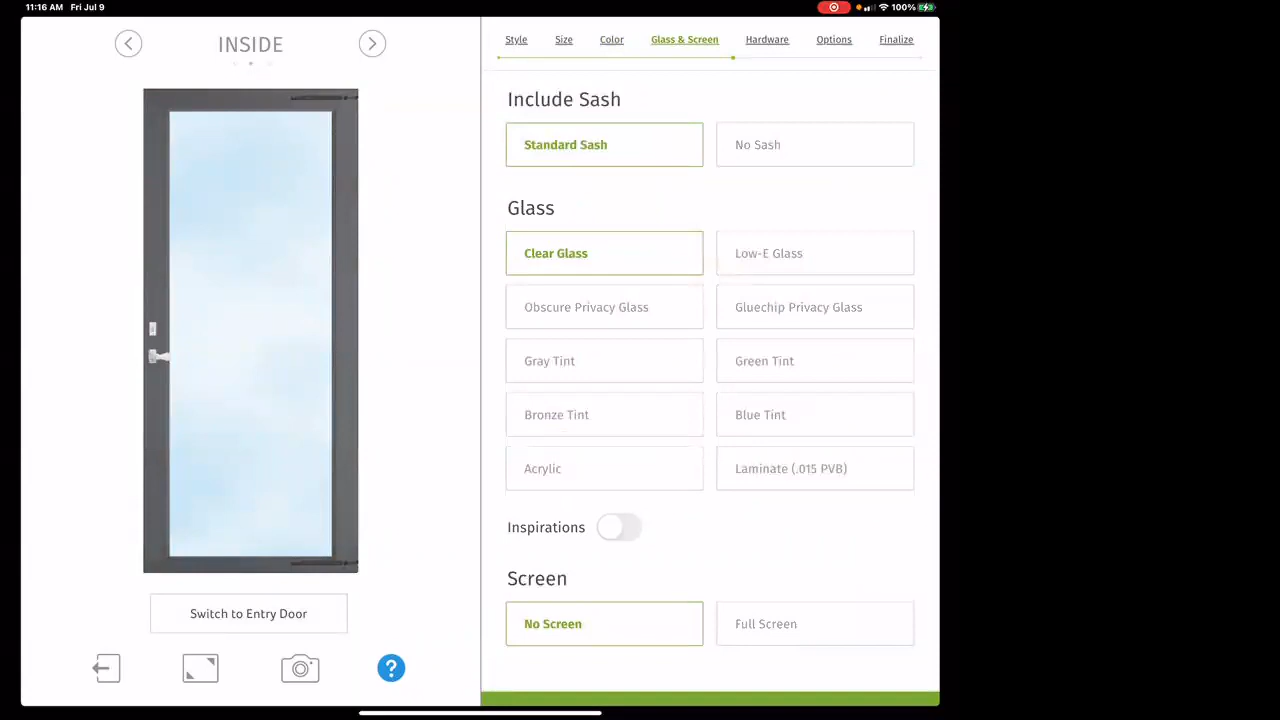 11:16 AM Fri Jul 9
100%
INSIDE
Style Size Color Glass & Screen Hardware Options Finalize
Include Sash
Standard Sash No Sash
Glass
Clear Glass Low-E Glass
Obscure Privacy Glass Gluechip Privacy Glass
Gray Tint Green Tint
Bronze Tint Blue Tint
Acrylic Laminate (.015 PVB)
Inspirations
Screen
No Screen Full Screen
Switch to Entry Door
?